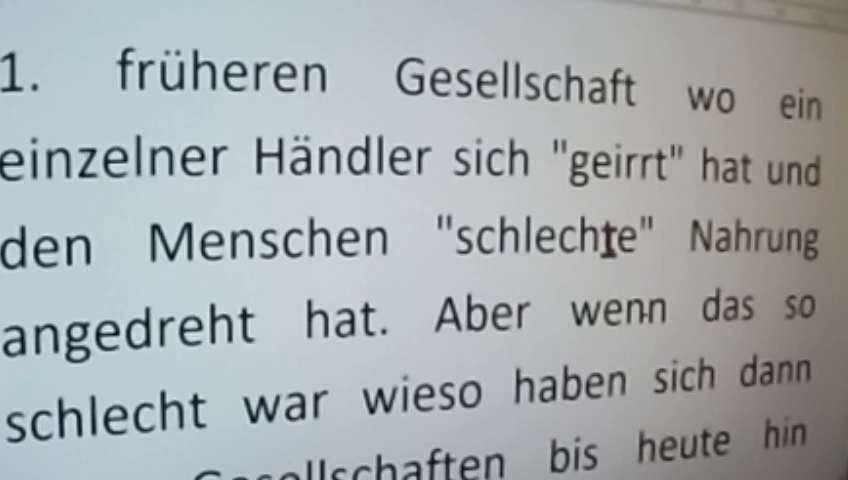 1. früheren Gesellschaft wo ein
einzelner Händler sich "geirrt" hat und
den Menschen "schlechte" Nahrung
angedreht hat. Aber wenn das so
schlecht war wieso haben sich dann
Gesellschaften bis heute hin